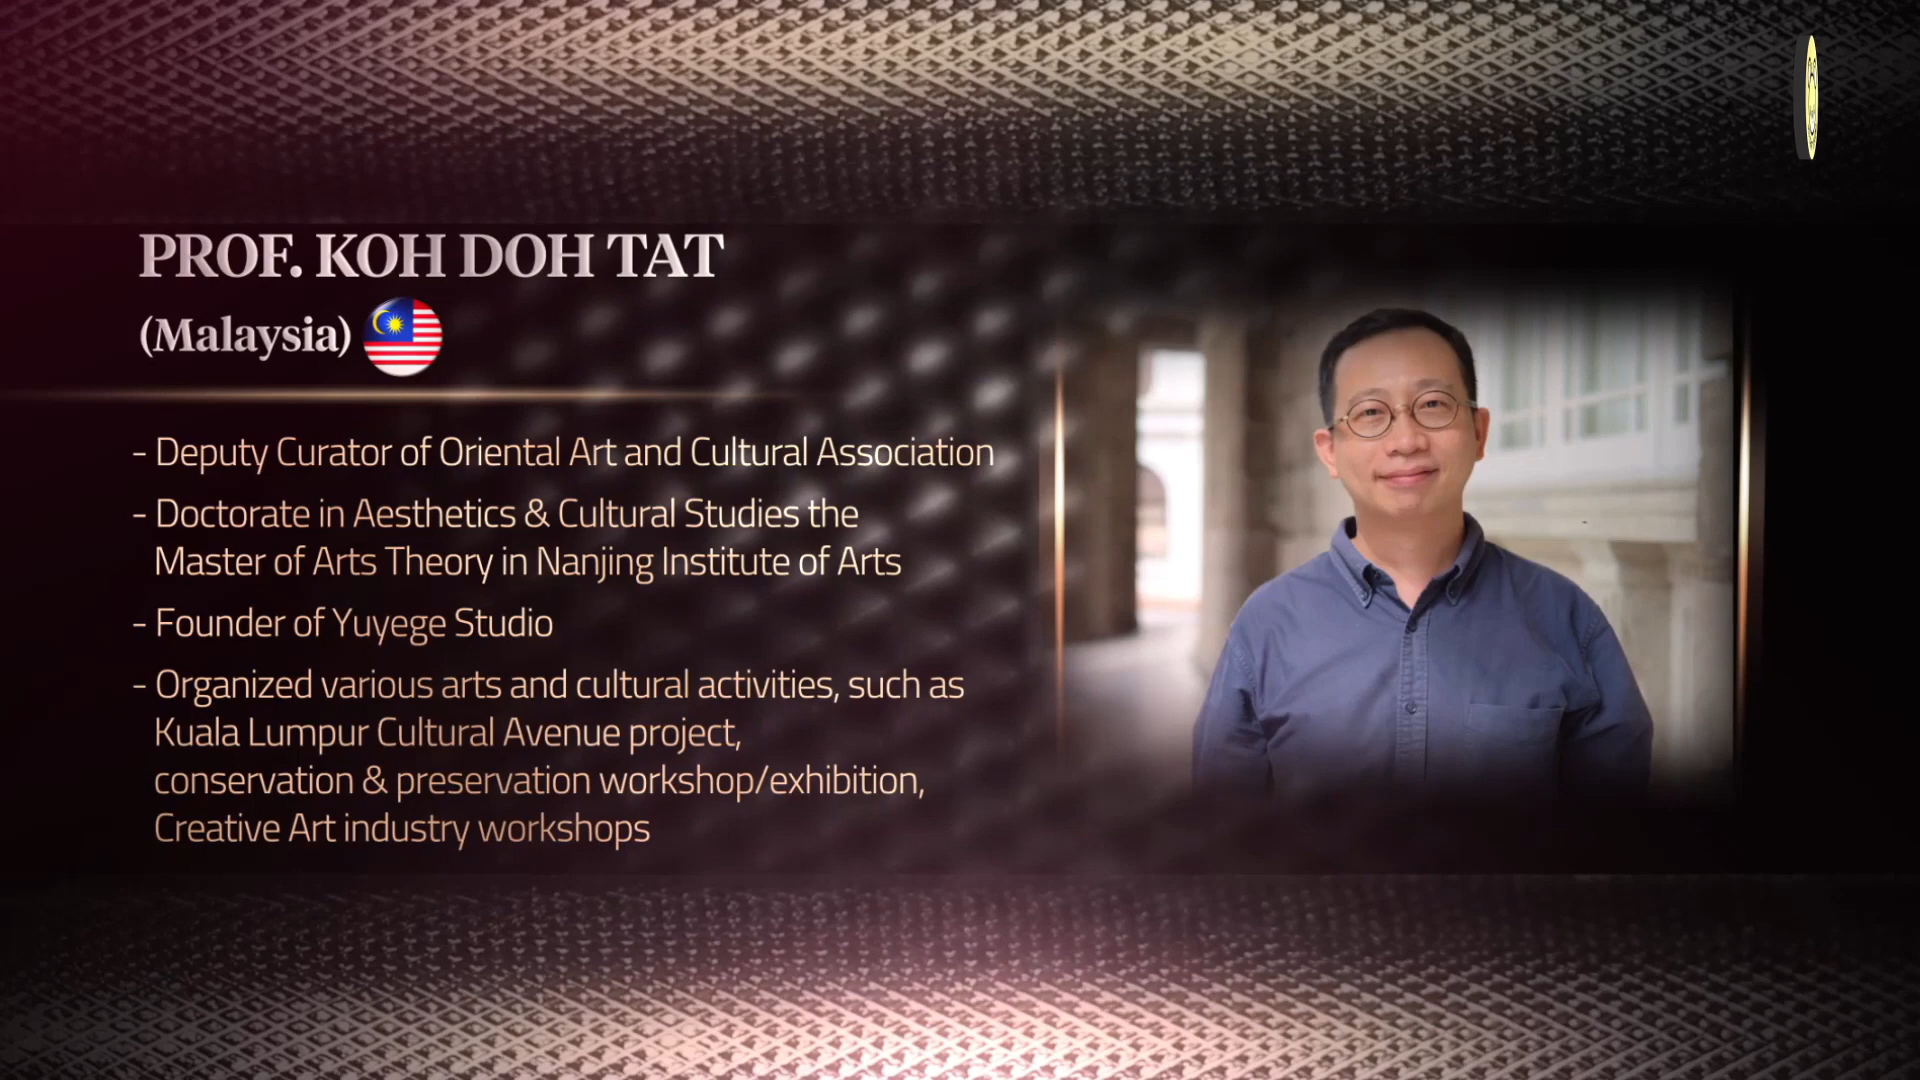 PROF. KOH DOH TAT
(Malaysia)
- Deputy Curator of Oriental Art and Cultural Association
- Doctorate in Aesthetics & Cultural Studies the
Master of Arts Theory in Nanjing Institute of Arts
- Founder of Yuyege Studio
- Organized various arts and cultural activities, such as
Kuala Lumpur Cultural Avenue project,
conservation & preservation workshop/exhibition,
Creative Art industry workshops